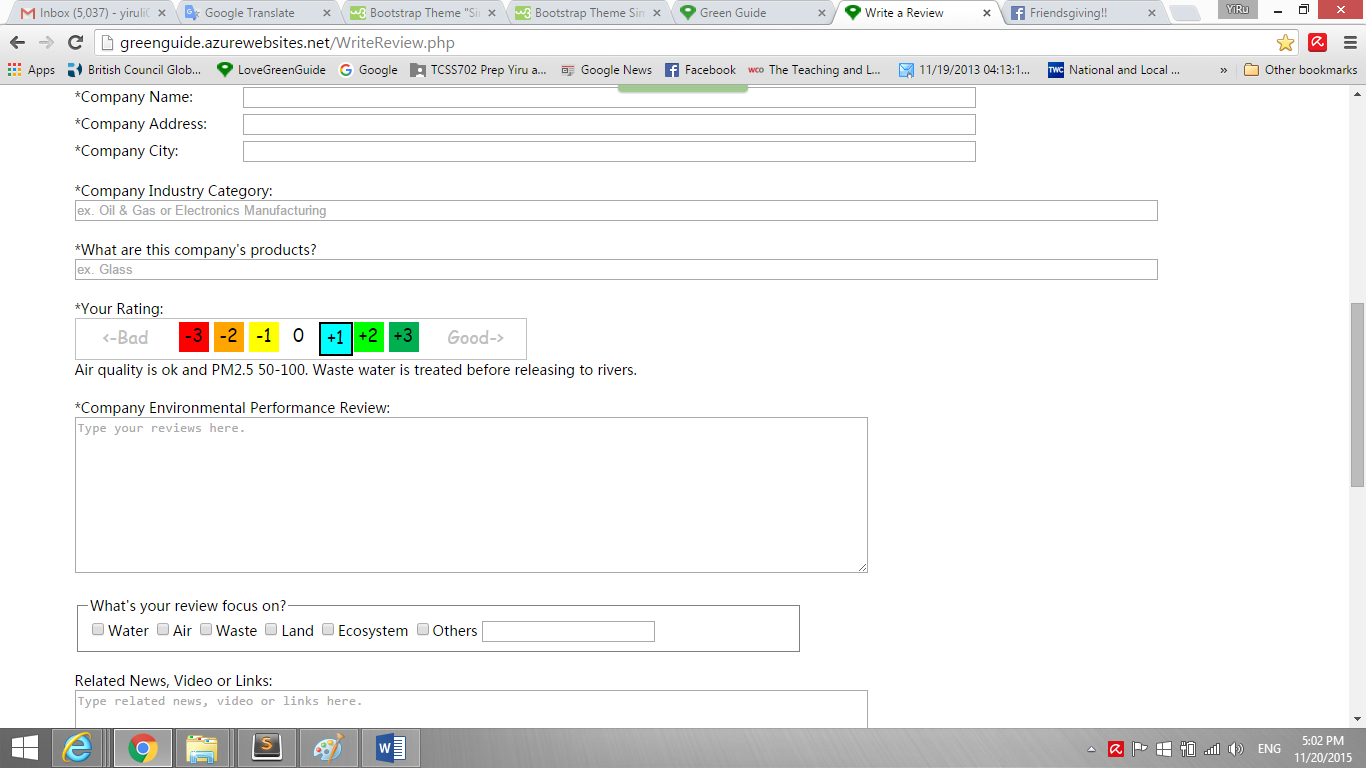 Inbox (5,037) - yiruli
Google Translate
Bootstrap Theme "Si
Bootstrap Theme Sim
Green Guide
Write a Review
Friendsgiving!!
YiRu
greenguide.azurewebsites.net/WriteReview.php
Apps
British Council Glob...
LoveGreenGuide
Google
TCSS702 Prep Yiru a...
Google News
Facebook
wco The Teaching and L...
11/19/2013 04:13:1...
TWC National and Local ...
» Other bookmarks
*Company Name:
*Company Address:
*Company City:
*Company Industry Category:
ex. Oil & Gas or Electronics Manufacturing
*What are this company's products?
ex. Glass
*Your Rating:
<-Bad -3 -2 -1 0 +1 +2 +3 Good->
Air quality is ok and PM2.5 50-100. Waste water is treated before releasing to rivers.
*Company Environmental Performance Review:
Type your reviews here.
What's your review focus on?
Water Air Waste Land Ecosystem Others
Related News, Video or Links:
Type related news, video or links here.
ENG
5:02 PM
11/20/2015